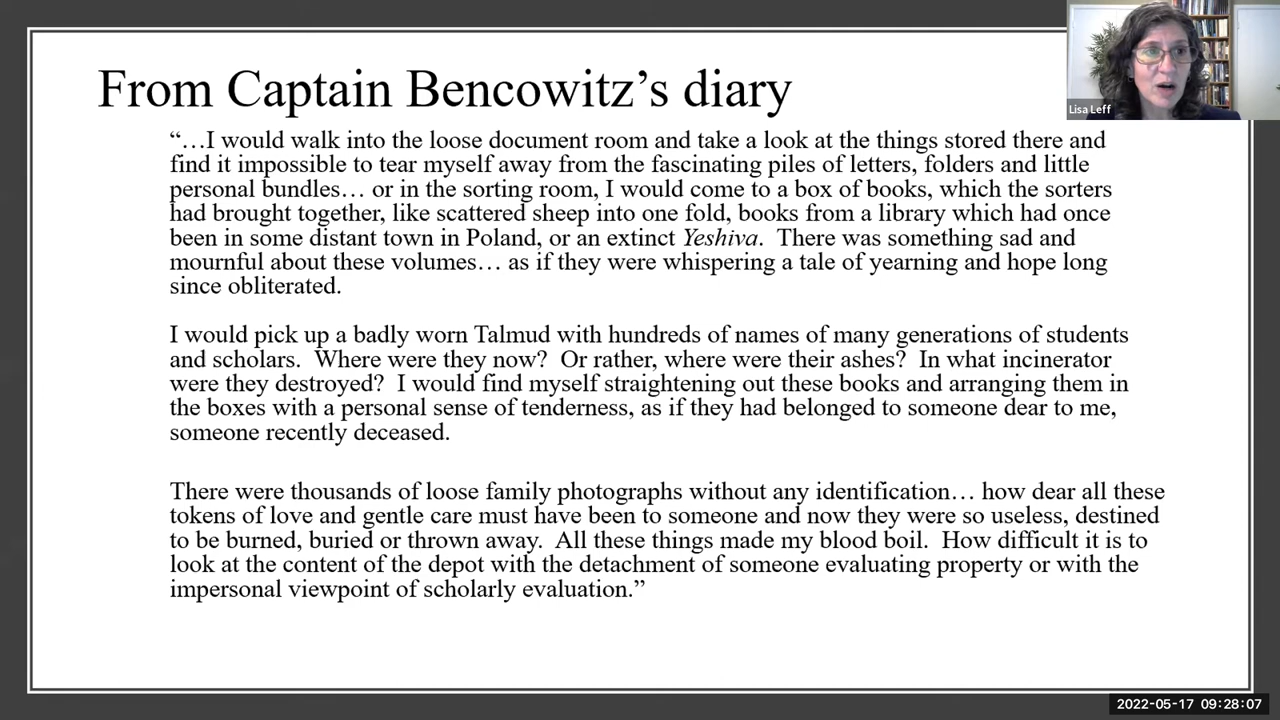 From Captain Bencowitz’s diary
Lisa Leff
“…I would walk into the loose document room and take a look at the things stored there and
find it impossible to tear myself away from the fascinating piles of letters, folders and little
personal bundles… or in the sorting room, I would come to a box of books, which the sorters
had brought together, like scattered sheep into one fold, books from a library which had once
been in some distant town in Poland, or an extinct Yeshiva.  There was something sad and
mournful about these volumes… as if they were whispering a tale of yearning and hope long
since obliterated.
I would pick up a badly worn Talmud with hundreds of names of many generations of students
and scholars.  Where were they now?  Or rather, where were their ashes?  In what incinerator
were they destroyed?  I would find myself straightening out these books and arranging them in
the boxes with a personal sense of tenderness, as if they had belonged to someone dear to me,
someone recently deceased.
There were thousands of loose family photographs without any identification… how dear all these
tokens of love and gentle care must have been to someone and now they were so useless, destined
to be burned, buried or thrown away.  All these things made my blood boil.  How difficult it is to
look at the content of the depot with the detachment of someone evaluating property or with the
impersonal viewpoint of scholarly evaluation.”
2022-05-17 09:28:07